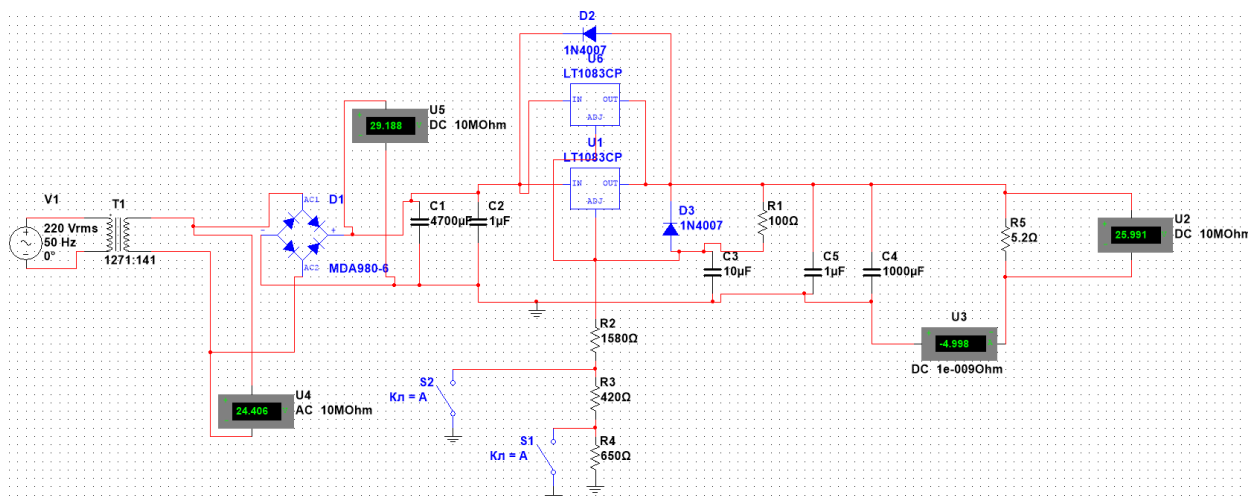 D2
1N4007
U6
LT1083CP
IN
OUT
ADJ
U5
29.188
DC 10MOhm
U1
LT1083CP
IN
OUT
ADJ
V1
220 Vrms
50 Hz
0°
T1
1271:141
AC1
D1
AC2
MDA980-6
C1
4700µF
C2
1µF
D3
1N4007
R1
100Ω
C3
10µF
C5
1µF
C4
1000µF
R5
5.2Ω
U2
25.991
DC 10MOhm
U3
-4.998
DC 1e-009Ohm
R2
1580Ω
S2
Кл = A
R3
420Ω
U4
24.406
AC 10MOhm
S1
Кл = A
R4
650Ω